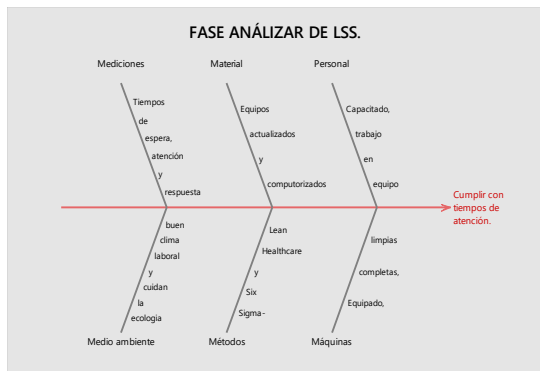 FASE ANÁLIZAR DE LSS.
Mediciones
Material
Personal
Tiempos
de
espera,
atención
y
respuesta
Equipos
actualizados
y
computorizados
Capacitado,
trabajo
en
equipo
Cumplir con
tiempos de
atención.
buen
clima
laboral
y
cuidan
la
ecologia
Lean
Healthcare
y
Six
Sigma-
limpias
completas,
Equipado,
Medio ambiente
Métodos
Máquinas